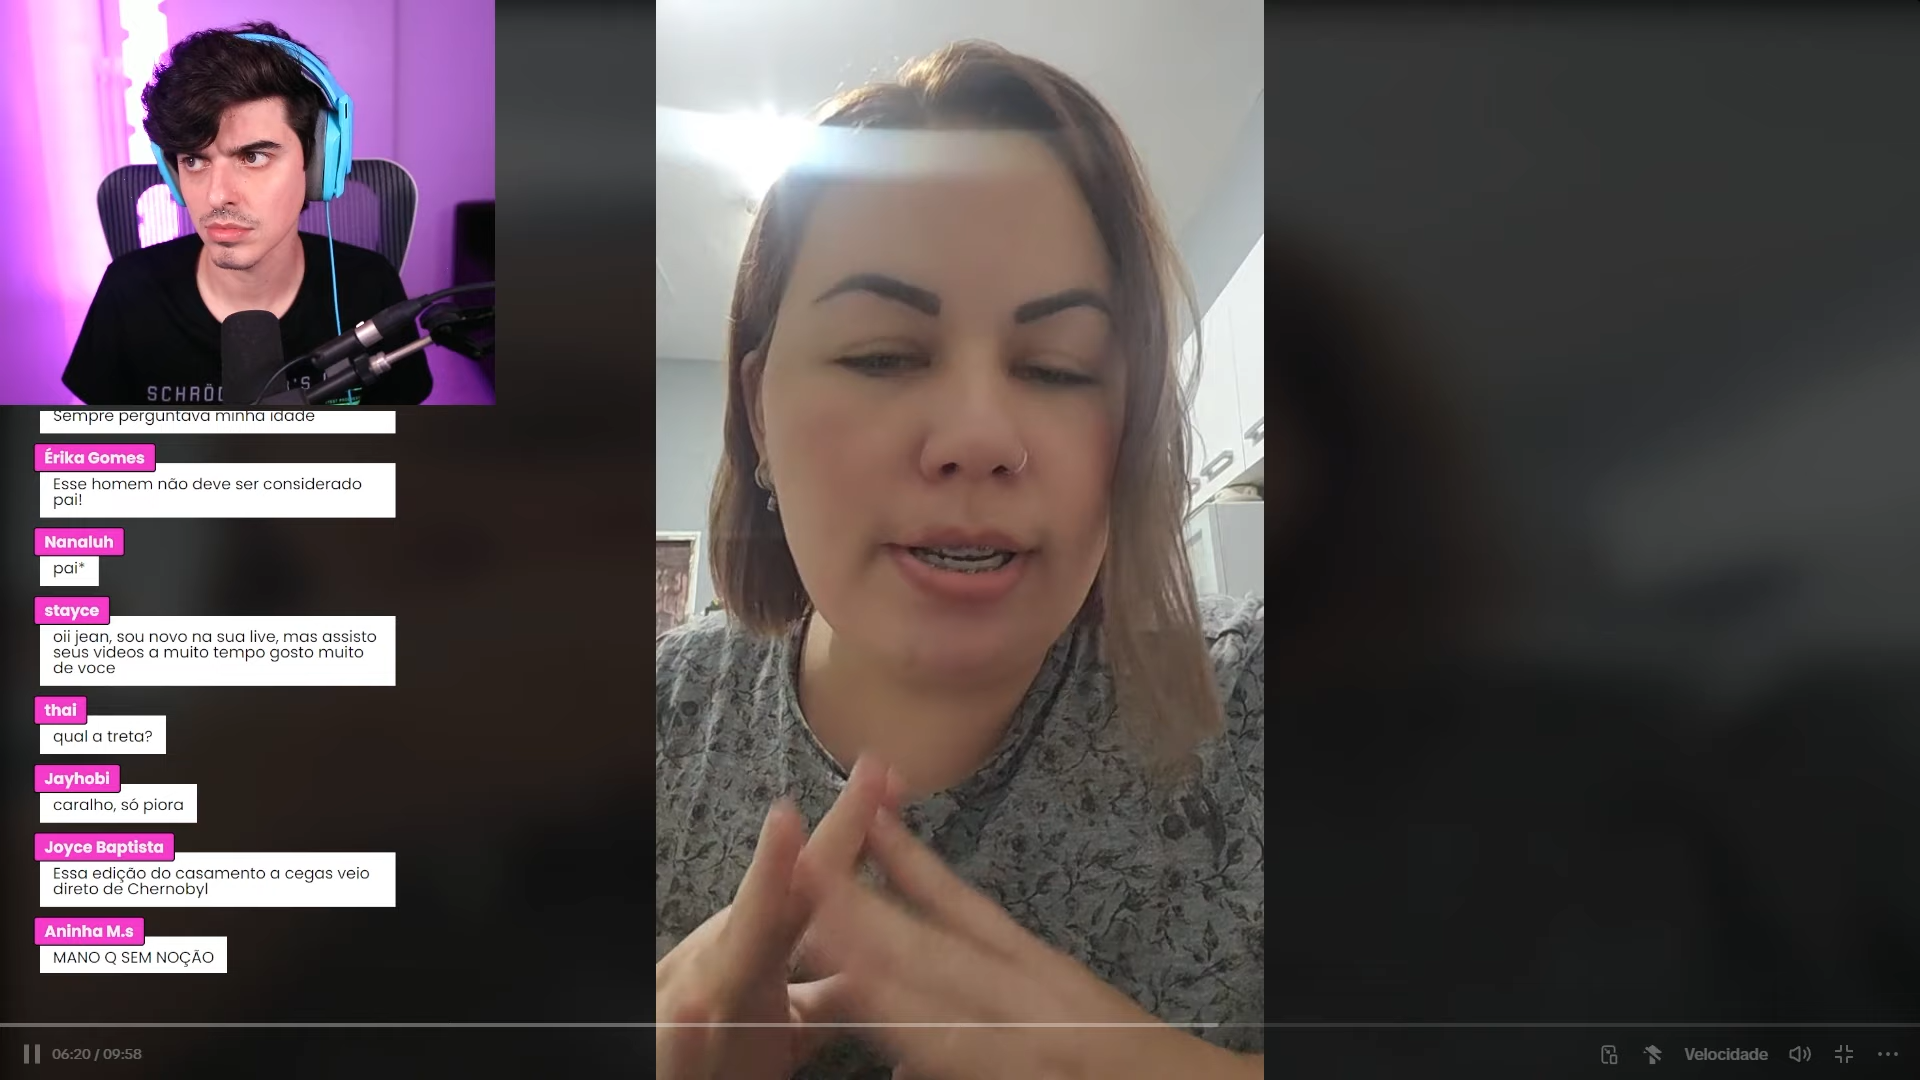 SCHRÖD
'S
Sempre perguntava minha idade
Érika Gomes
Esse homem não deve ser considerado
pai!
Nanaluh
pai*
stayce
oii jean, sou novo na sua live, mas assisto
seus videos a muito tempo gosto muito
de voce
thai
qual a treta?
Jayhobi
caralho, só piora
Joyce Baptista
Essa edição do casamento a cegas veio
direto de Chernobyl
Aninha M.s
MANO Q SEM NOÇÃO
06:20 / 09:58
Velocidade